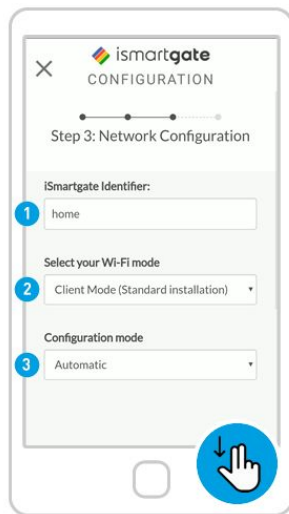 ismartgate
CONFIGURATION
Step 3: Network Configuration
iSmartgate Identifier:
1
home
Select your Wi-Fi mode
2
Client Mode (Standard installation)
Configuration mode
3
Automatic